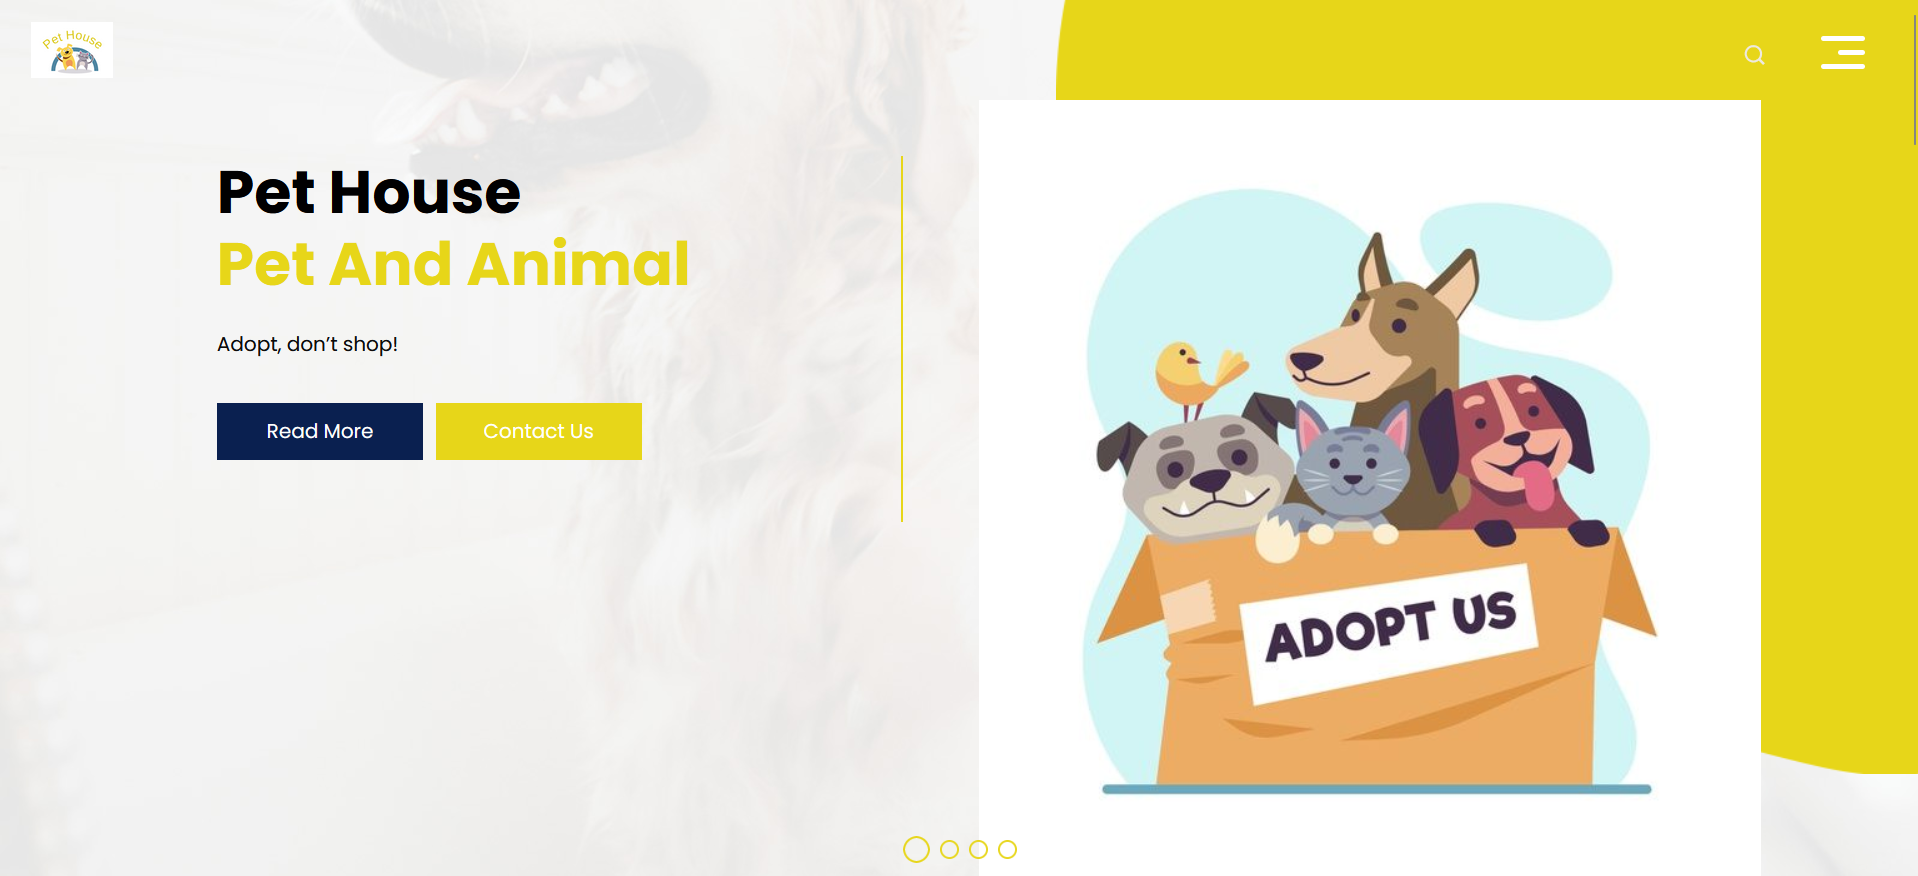 Pet House
Pet House
Pet And Animal
Adopt, don’t shop!
Read More
Contact Us
ADOPT US